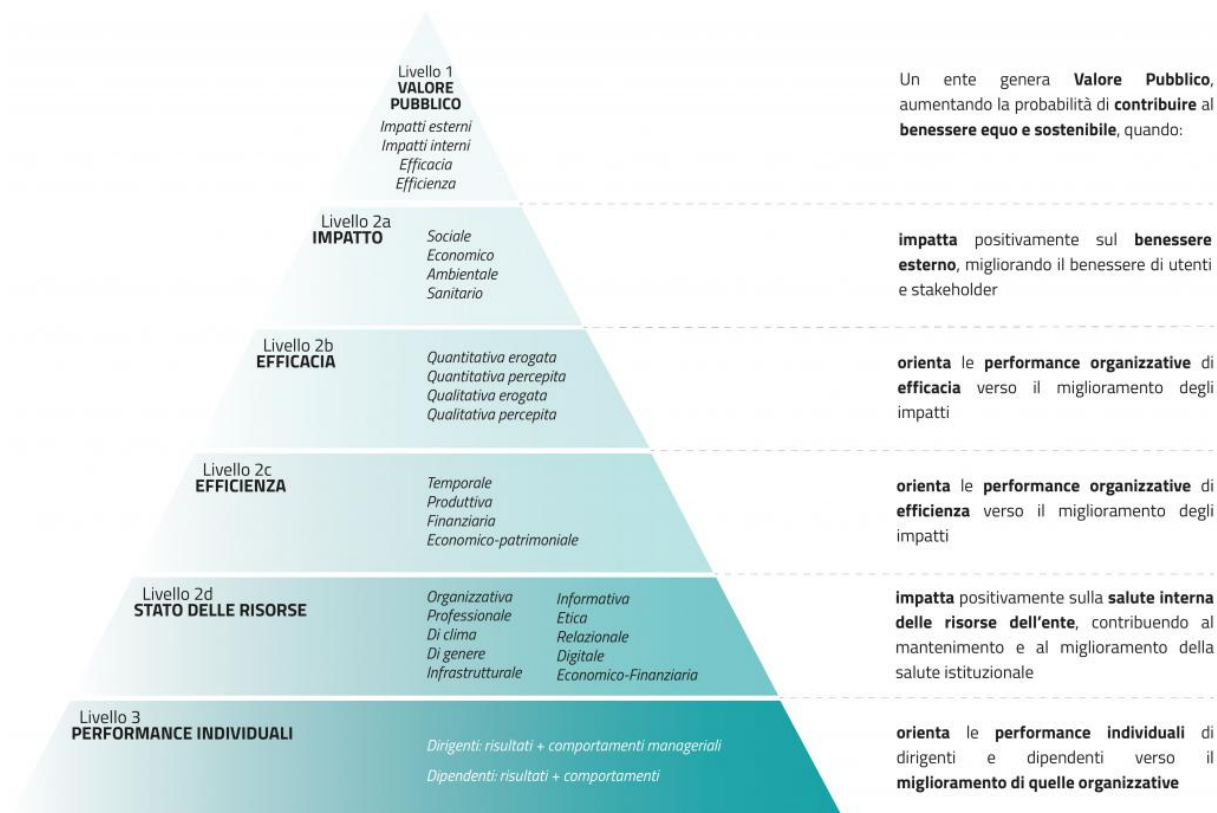 Livello 1
VALORE
PUBBLICO
Impatti esterni
Impatti interni
Efficacia
Efficienza
Un ente genera Valore Pubblico,
aumentando la probabilità di contribuire al
benessere equo e sostenibile, quando:
Livello 2a
IMPATTO
Sociale
Economico
Ambientale
Sanitario
impatta positivamente sul benessere
esterno, migliorando il benessere di utenti
e stakeholder
Livello 2b
EFFICACIA
Quantitativa erogata
Quantitativa percepita
Qualitativa erogata
Qualitativa percepita
orienta le performance organizzative di
efficacia verso il miglioramento degli
impatti
Livello 2c
EFFICIENZA
Temporale
Produttiva
Finanziaria
Economico-patrimoniale
orienta le performance organizzative di
efficienza verso il miglioramento degli
impatti
Livello 2d
STATO DELLE RISORSE
Organizzativa
Professionale
Di clima
Di genere
Infrastrutturale
Informativa
Etica
Relazionale
Digitale
Economico-Finanziaria
impatta positivamente sulla salute interna
delle risorse dell'ente, contribuendo al
mantenimento e al miglioramento della
salute istituzionale
Livello 3
PERFORMANCE INDIVIDUALI
Dirigenti: risultati + comportamenti manageriali
Dipendenti: risultati + comportamenti
orienta le performance individuali di
dirigenti e dipendenti verso il
miglioramento di quelle organizzative